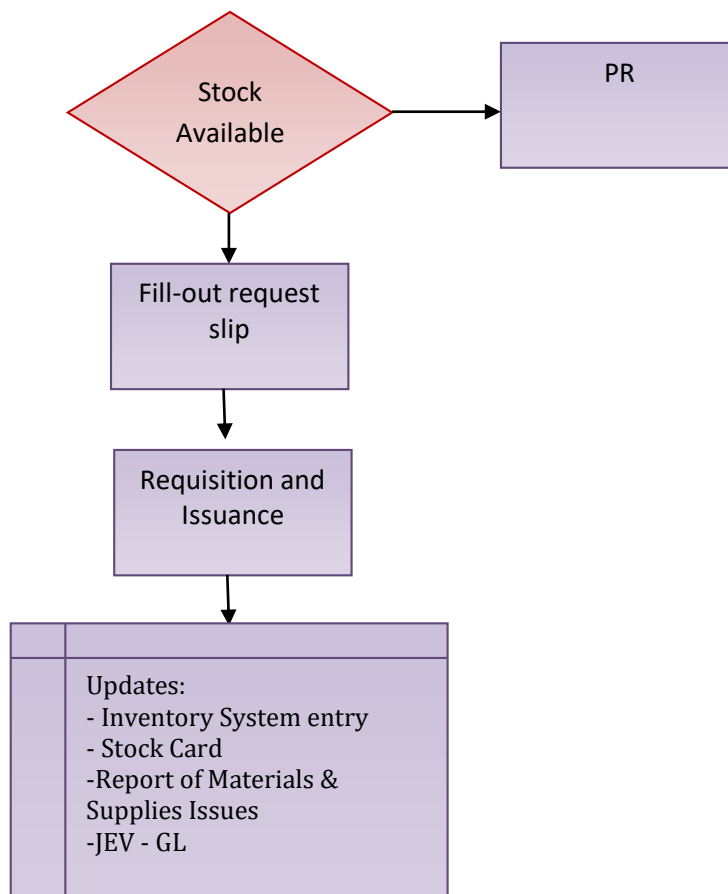 Stock
Available
PR
Fill-out request
slip
Requisition and
Issuance
Updates:
- Inventory System entry
- Stock Card
-Report of Materials &
Supplies Issues
-JEV - GL